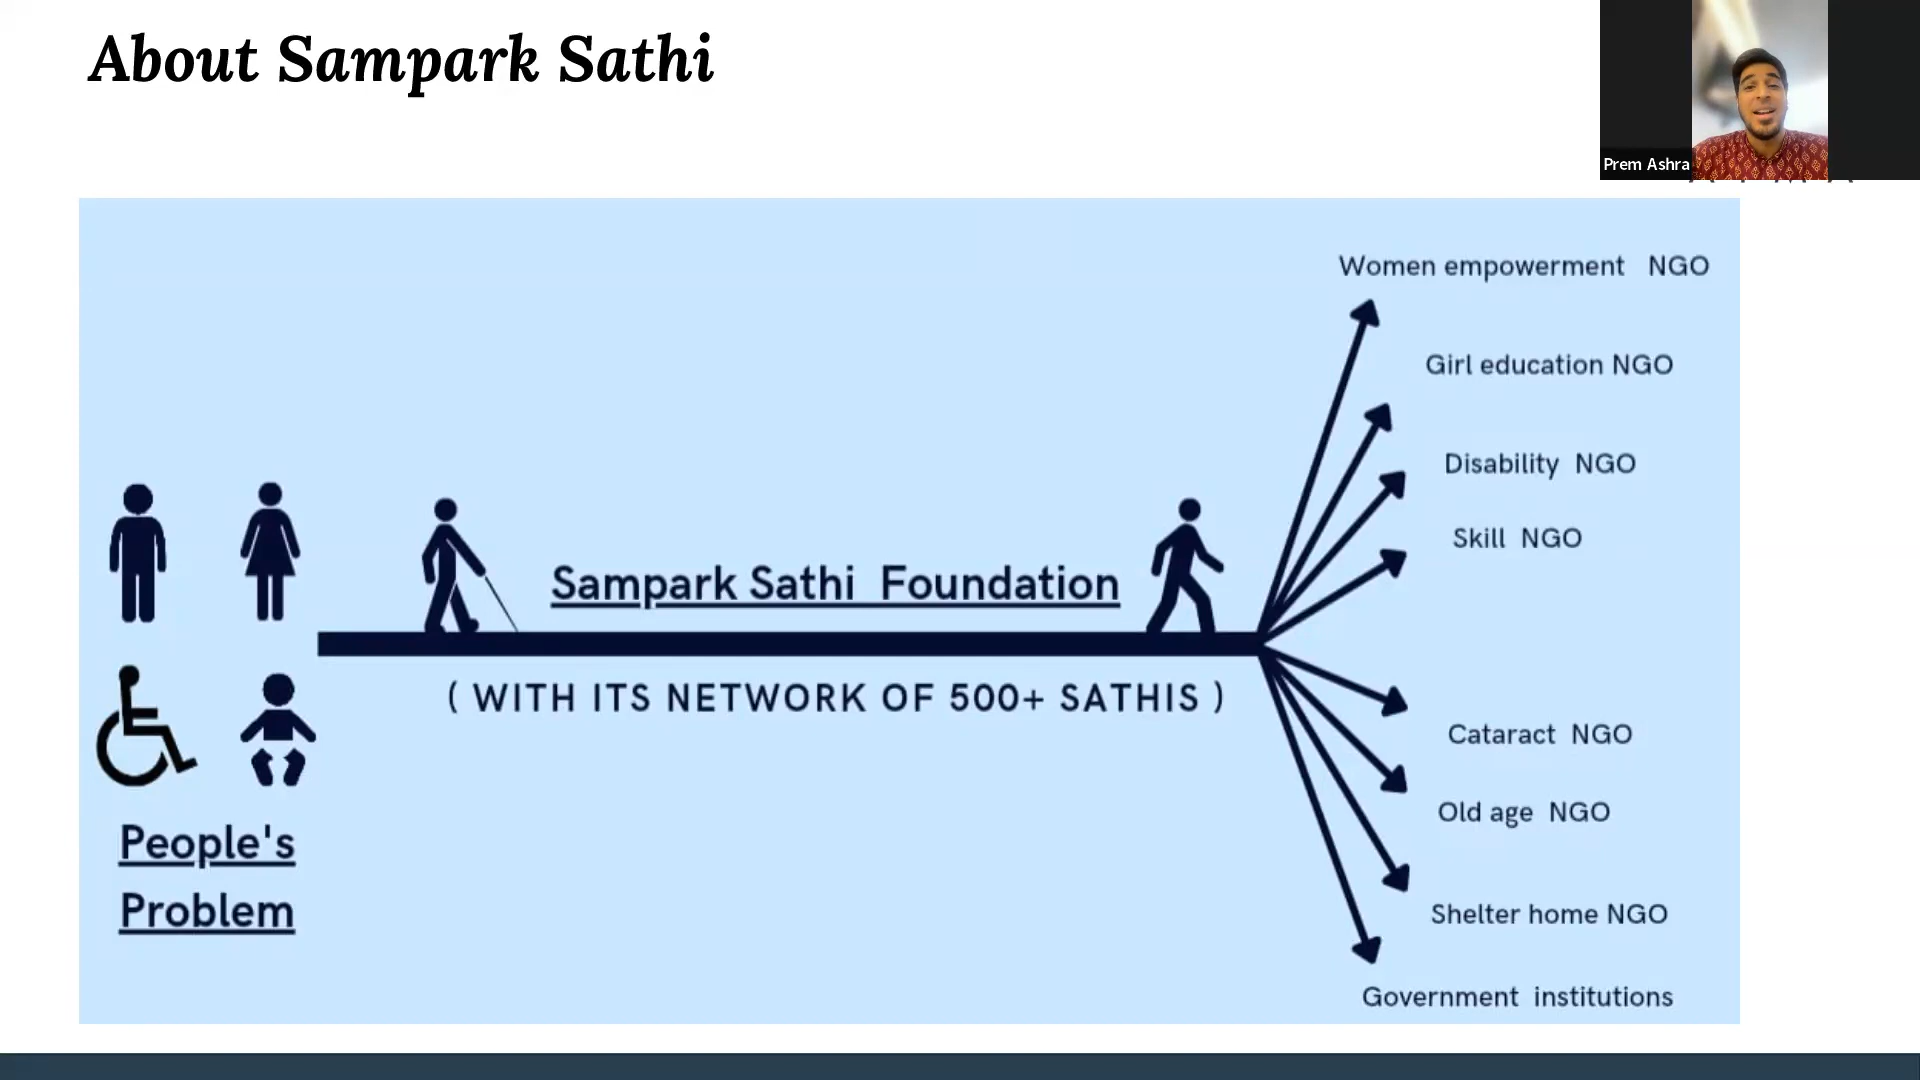 About Sampark Sathi
Prem Ashra
Women empowerment NGO
Girl education NGO
Disability NGO
Skill NGO
Sampark Sathi Foundation
( WITH ITS NETWORK OF 500+ SATHIS )
Cataract NGO
Old age NGO
Shelter home NGO
Government institutions
People's
Problem